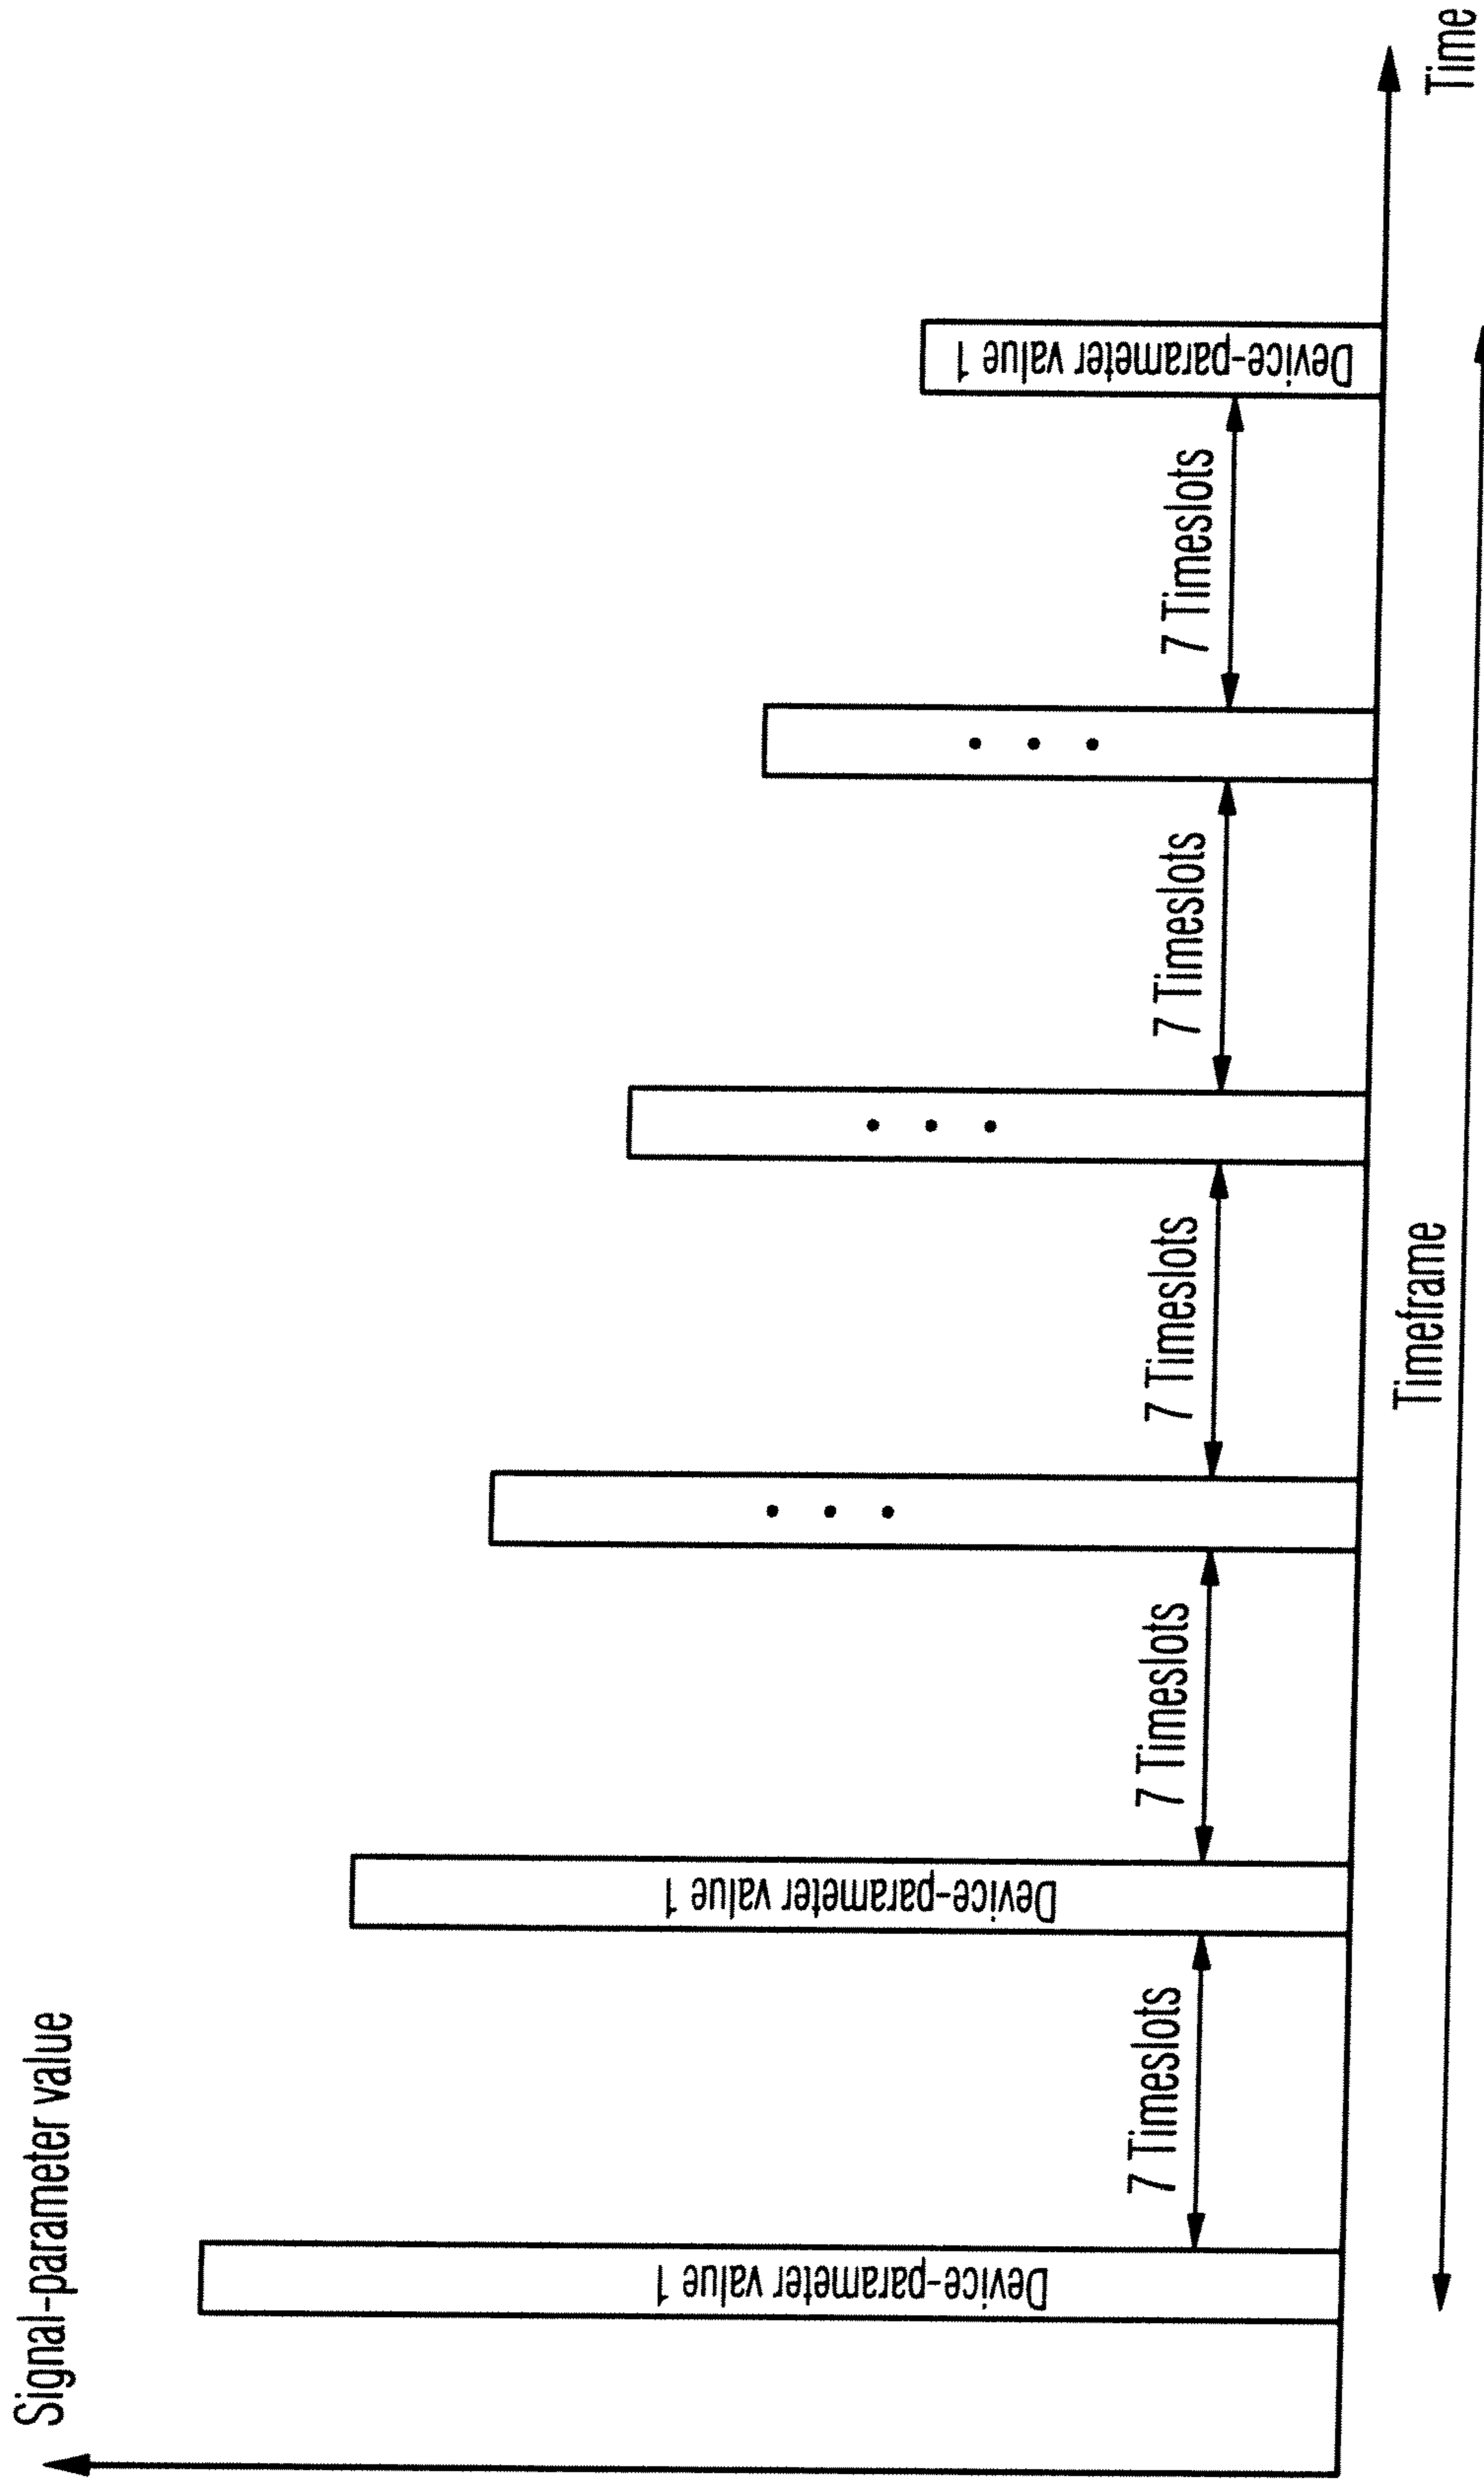 Signal-parameter value
Device-parameter value 1
7 Timeslots
Device-parameter value 1
7 Timeslots
• • •
7 Timeslots
• • •
7 Timeslots
• • •
7 Timeslots
Device-parameter value 1
Timeframe
Time